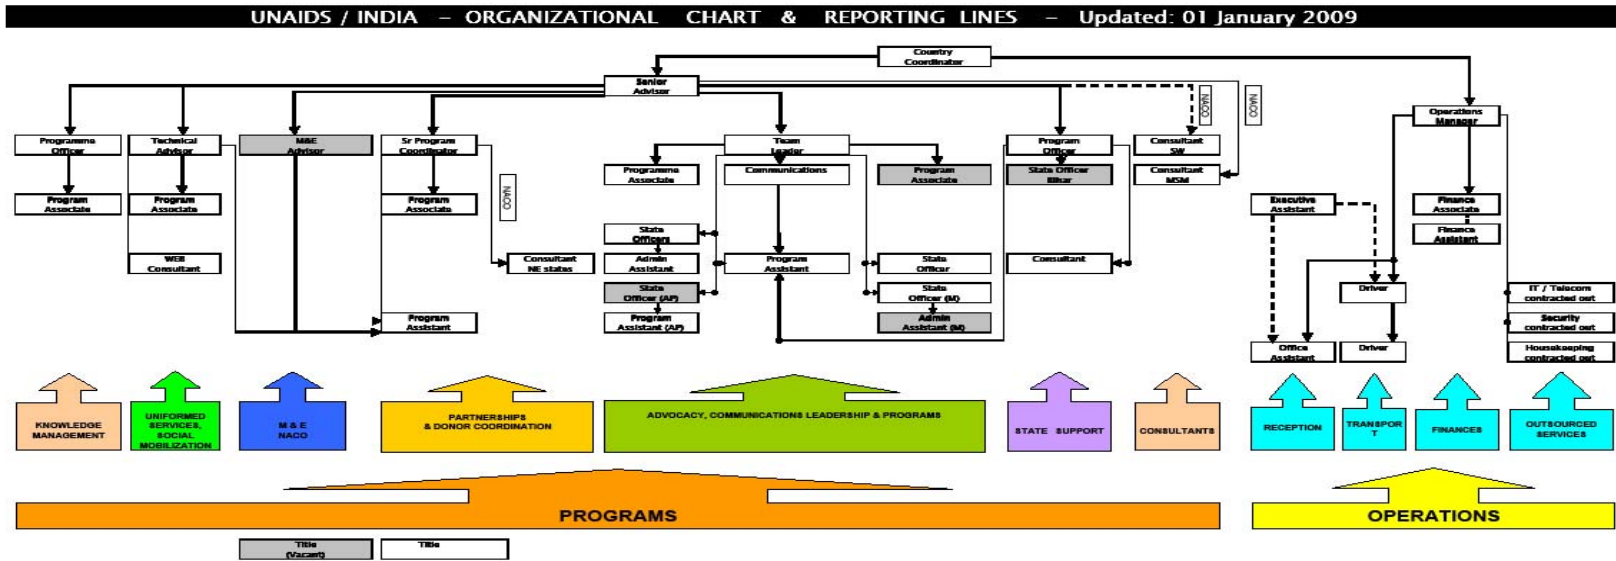 UNAIDS / INDIA – ORGANIZATIONAL CHART & REPORTING LINES – Updated: 01 January 2009
Country
Coordinator
Senior
Advisor
NACO
NACO
Operations
Manager
Programme
Officer
Technical
Advisor
M&E
Advisor
Sr Program
Coordinator
Team
Leader
Program
Officer
Consultant
SW
Programme
Associate
Communications
Program
Associate
State Officer
Bihar
Consultant
MSM
NACO
Program
Associate
Program
Associate
Program
Associate
Executive
Assistant
Finance
Associate
Finance
Assistant
State
Officers
WEB
Consultant
Consultant
NE status
Admin
Assistant
Program
Assistant
State
Officer
Consultant
State
Officer (AP)
State
Officer (M)
Driver
IT / Telecom
contracted out
Program
Assistant
Program
Assistant (AP)
Admin
Assistant (M)
Security
contracted out
Office
Assistant
Driver
Housekeeping
contracted out
KNOWLEDGE
MANAGEMENT
UNIFORMED
SERVICES,
SOCIAL
MOBILIZATION
M & E
NACO
PARTNERSHIPS
& DONOR COORDINATION
ADVOCACY, COMMUNICATIONS LEADERSHIP & PROGRAMS
STATE SUPPORT
CONSULTANTS
RECEPTION
TRANSPOR
T
FINANCES
OUTSOURCED
SERVICES
PROGRAMS
OPERATIONS
Title
(Vacant)
Title